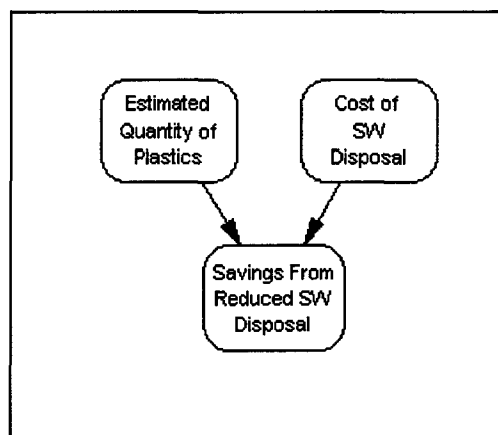 Estimated
Quantity of
Plastics
Cost of
SW
Disposal
Savings From
Reduced SW
Disposal